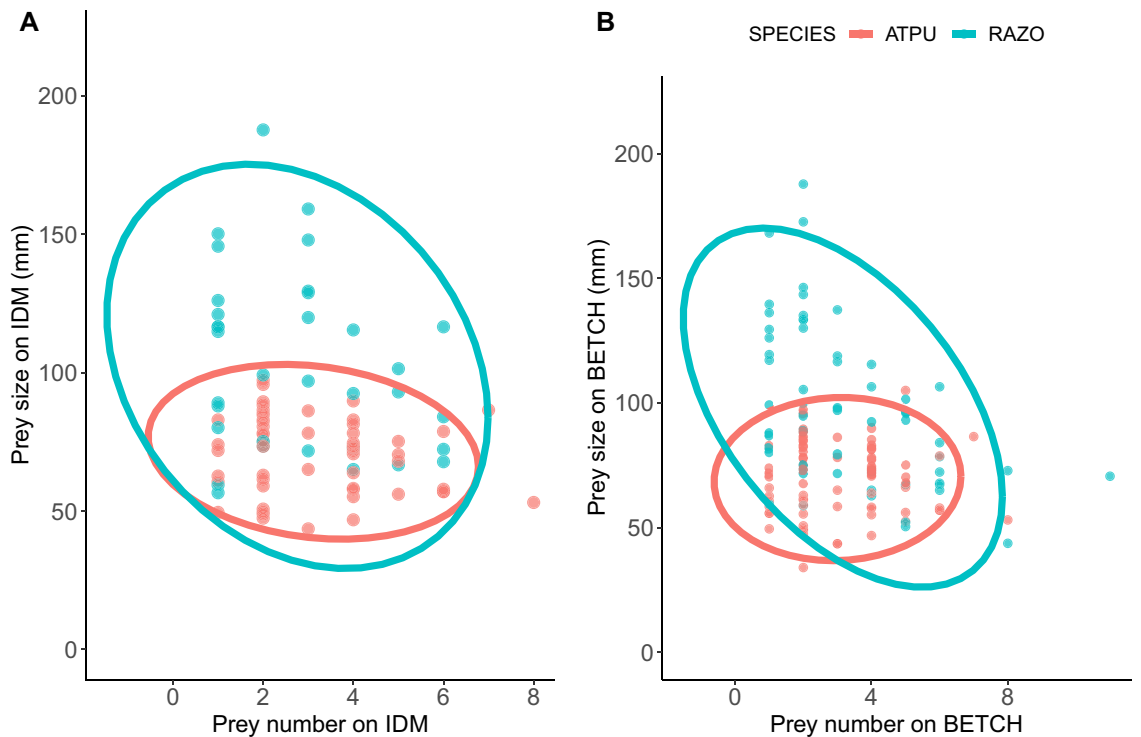 A
Prey size on IDM (mm)
200
150
100
50
0
0 2 4 6 8
Prey number on IDM
B
SPECIES ATPU RAZO
Prey size on BETCH (mm)
200
150
100
50
0
0 4 8
Prey number on BETCH